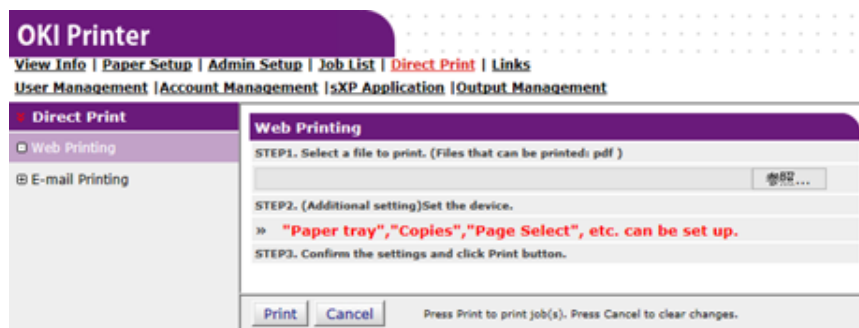 OKI Printer
View Info | Paper Setup | Admin Setup | Job List | Direct Print | Links
User Management |Account Management |sXP Application |Output Management
Direct Print
Web Printing
E-mail Printing
Web Printing
STEP1. Select a file to print. (Files that can be printed: pdf )
参照...
STEP2. (Additional setting)Set the device.
» "Paper tray","Copies","Page Select", etc. can be set up.
STEP3. Confirm the settings and click Print button.
Print Cancel Press Print to print job(s). Press Cancel to clear changes.